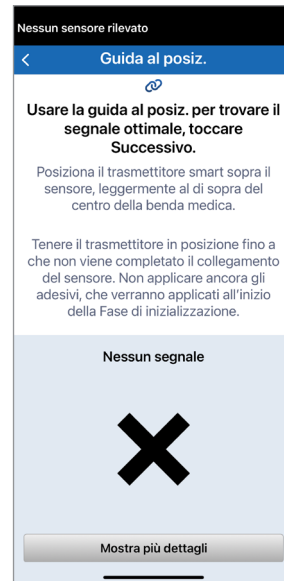 Nessun sensore rilevato
Guida al posiz.
Usare la guida al posiz. per trovare il
segnale ottimale, toccare
Successivo.
Posiziona il trasmettitore smart sopra il
sensore, leggermente al di sopra del
centro della benda medica.
Tenere il trasmettitore in posizione fino a
che non viene completato il collegamento
del sensore. Non applicare ancora gli
adesivi, che verranno applicati all'inizio
della Fase di inizializzazione.
Nessun segnale
Mostra più dettagli